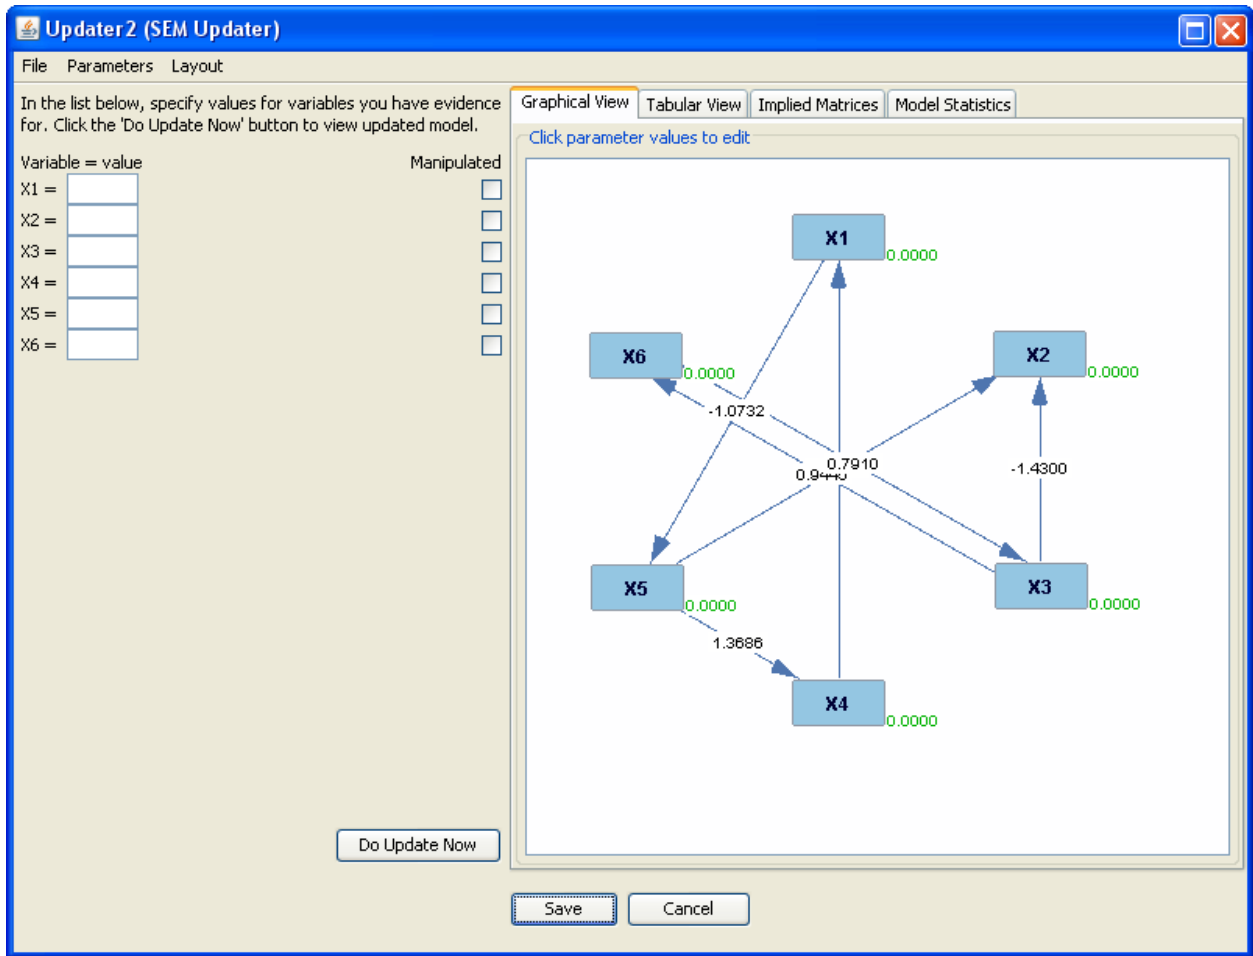 Updater2 (SEM Updater)
File Parameters Layout
In the list below, specify values for variables you have evidence
for. Click the 'Do Update Now' button to view updated model.
Variable = value Manipulated
X1 =
X2 =
X3 =
X4 =
X5 =
X6 =
Do Update Now
Graphical View Tabular View Implied Matrices Model Statistics
Click parameter values to edit
X1
0.0000
X6
0.0000
X2
0.0000
-1.0732
0.7910
-1.4300
X5
0.0000
X3
0.0000
1.3686
X4
0.0000
Save Cancel